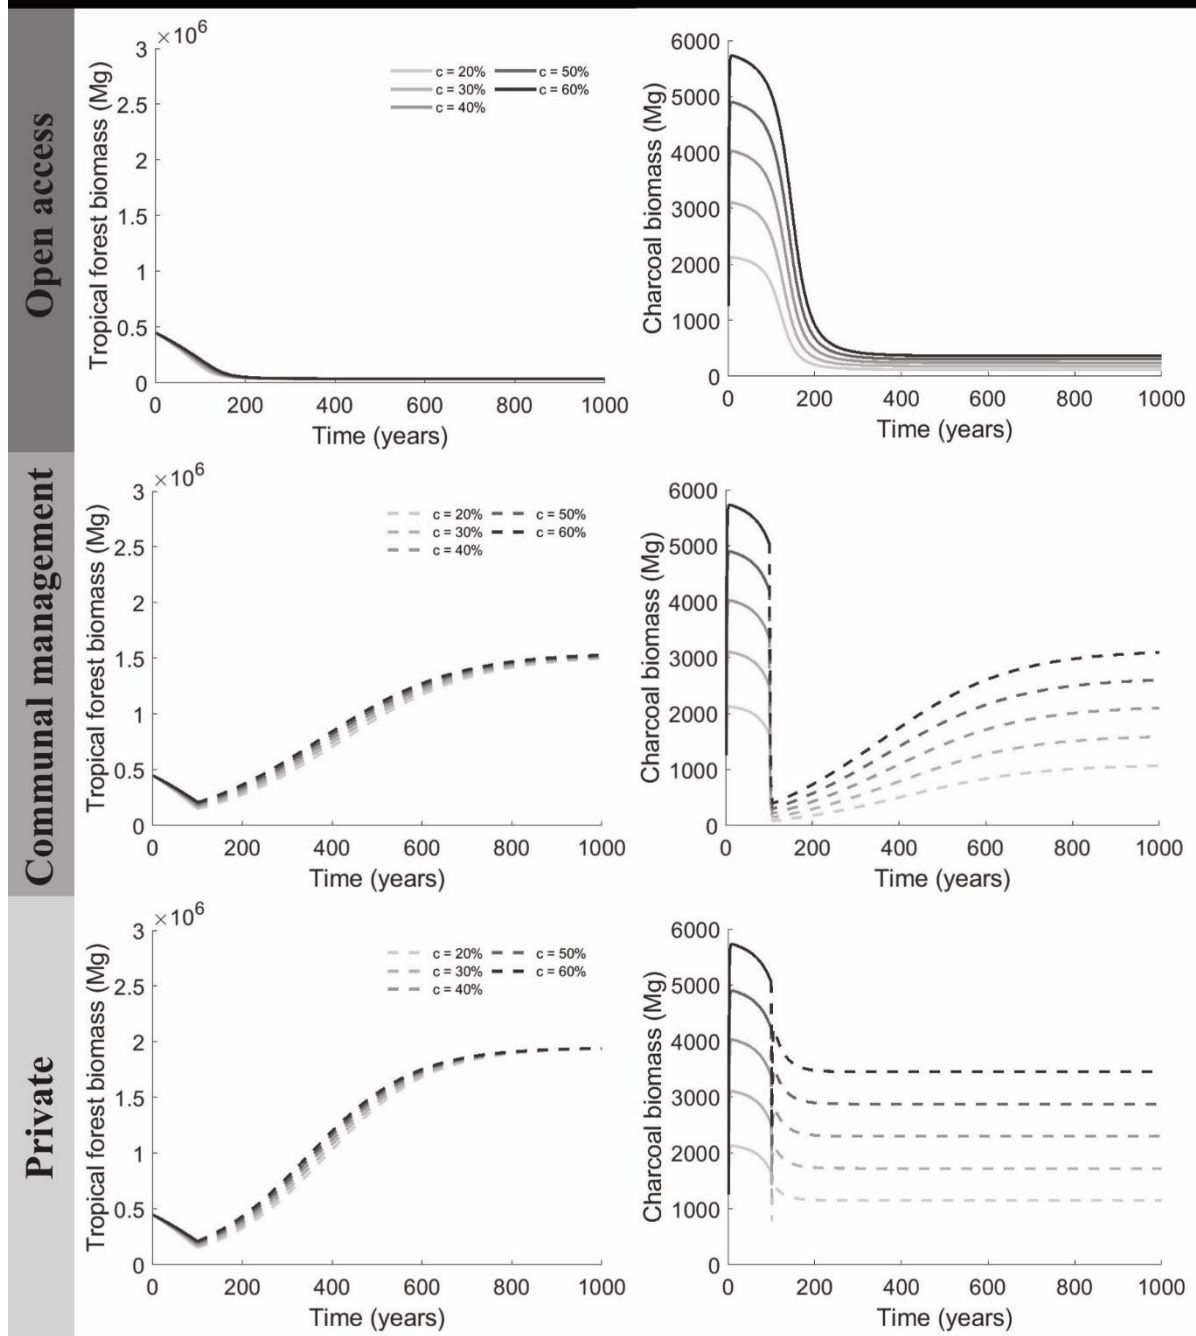 Open access
×10^6
3
2.5
2
1.5
1
0.5
0
Tropical forest biomass (Mg)
c = 20% c = 50%
c = 30% c = 60%
c = 40%
0 200 400 600 800 1000
Time (years)
6000
5000
4000
3000
2000
1000
0
Charcoal biomass (Mg)
0 200 400 600 800 1000
Time (years)
Communal management
×10^6
3
2.5
2
1.5
1
0.5
0
Tropical forest biomass (Mg)
c = 20% c = 50%
c = 30% c = 60%
c = 40%
0 200 400 600 800 1000
Time (years)
6000
5000
4000
3000
2000
1000
0
Charcoal biomass (Mg)
0 200 400 600 800 1000
Time (years)
Private
×10^6
3
2.5
2
1.5
1
0.5
0
Tropical forest biomass (Mg)
c = 20% c = 50%
c = 30% c = 60%
c = 40%
0 200 400 600 800 1000
Time (years)
6000
5000
4000
3000
2000
1000
0
Charcoal biomass (Mg)
0 200 400 600 800 1000
Time (years)